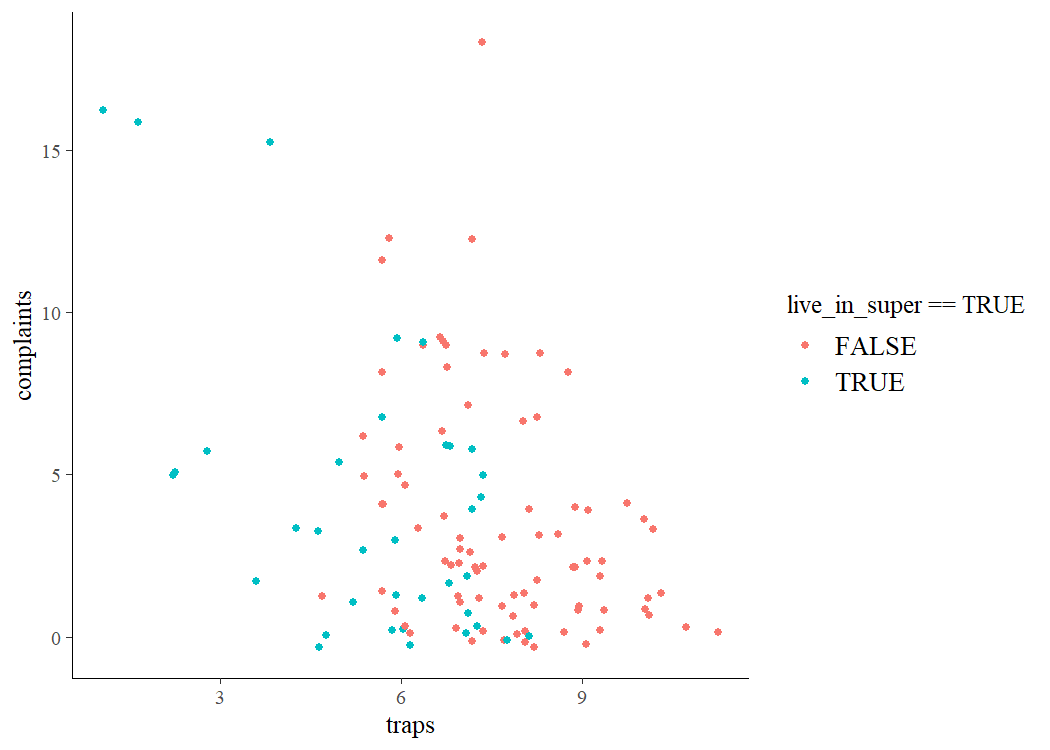 15
10
5
0
complaints
3
6
9
traps
live_in_super == TRUE
FALSE
TRUE